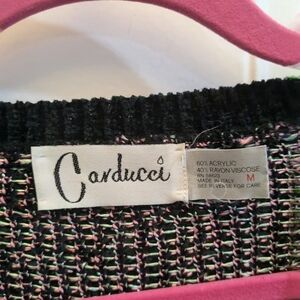 Carducci
60% ACRYLIC
40% RAYON VISCOSE
MADE IN ITALY M
SEE REVERSE FOR CARE